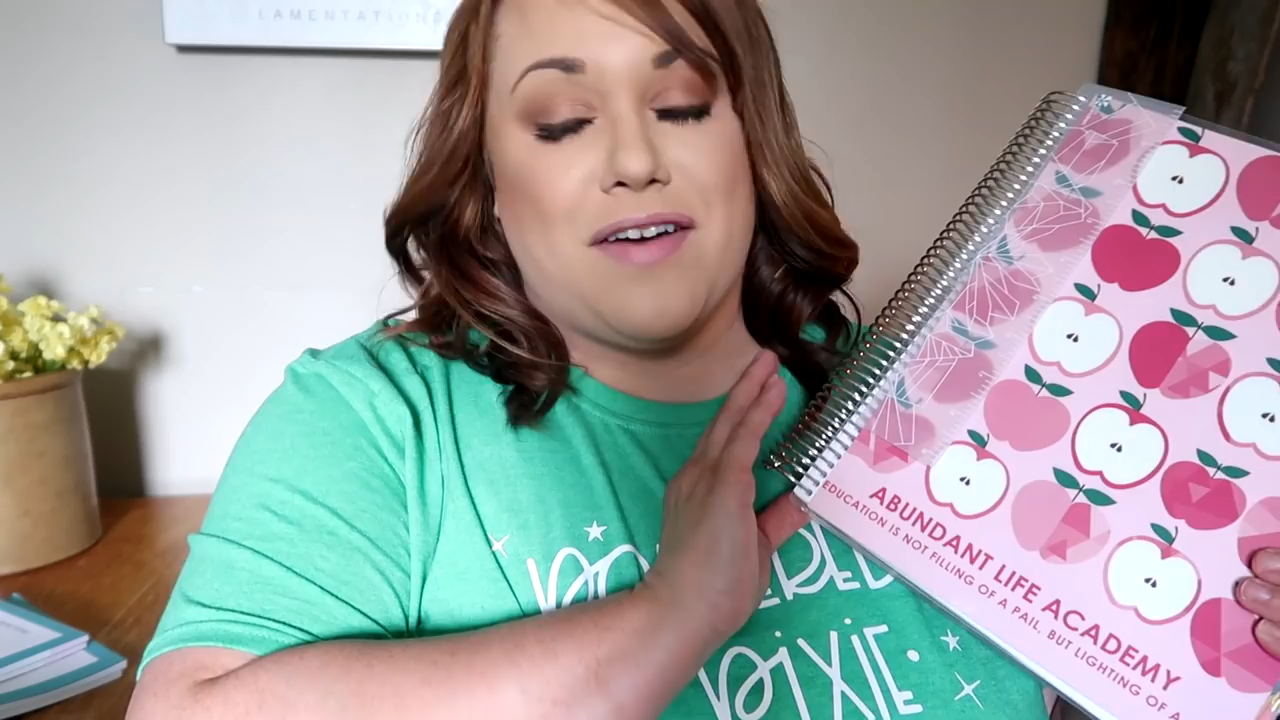 LAMENTATIONS
ABUNDANT LIFE ACADEMY
EDUCATION IS NOT FILLING OF A PAIL, BUT LIGHTING OF A
PIXIE